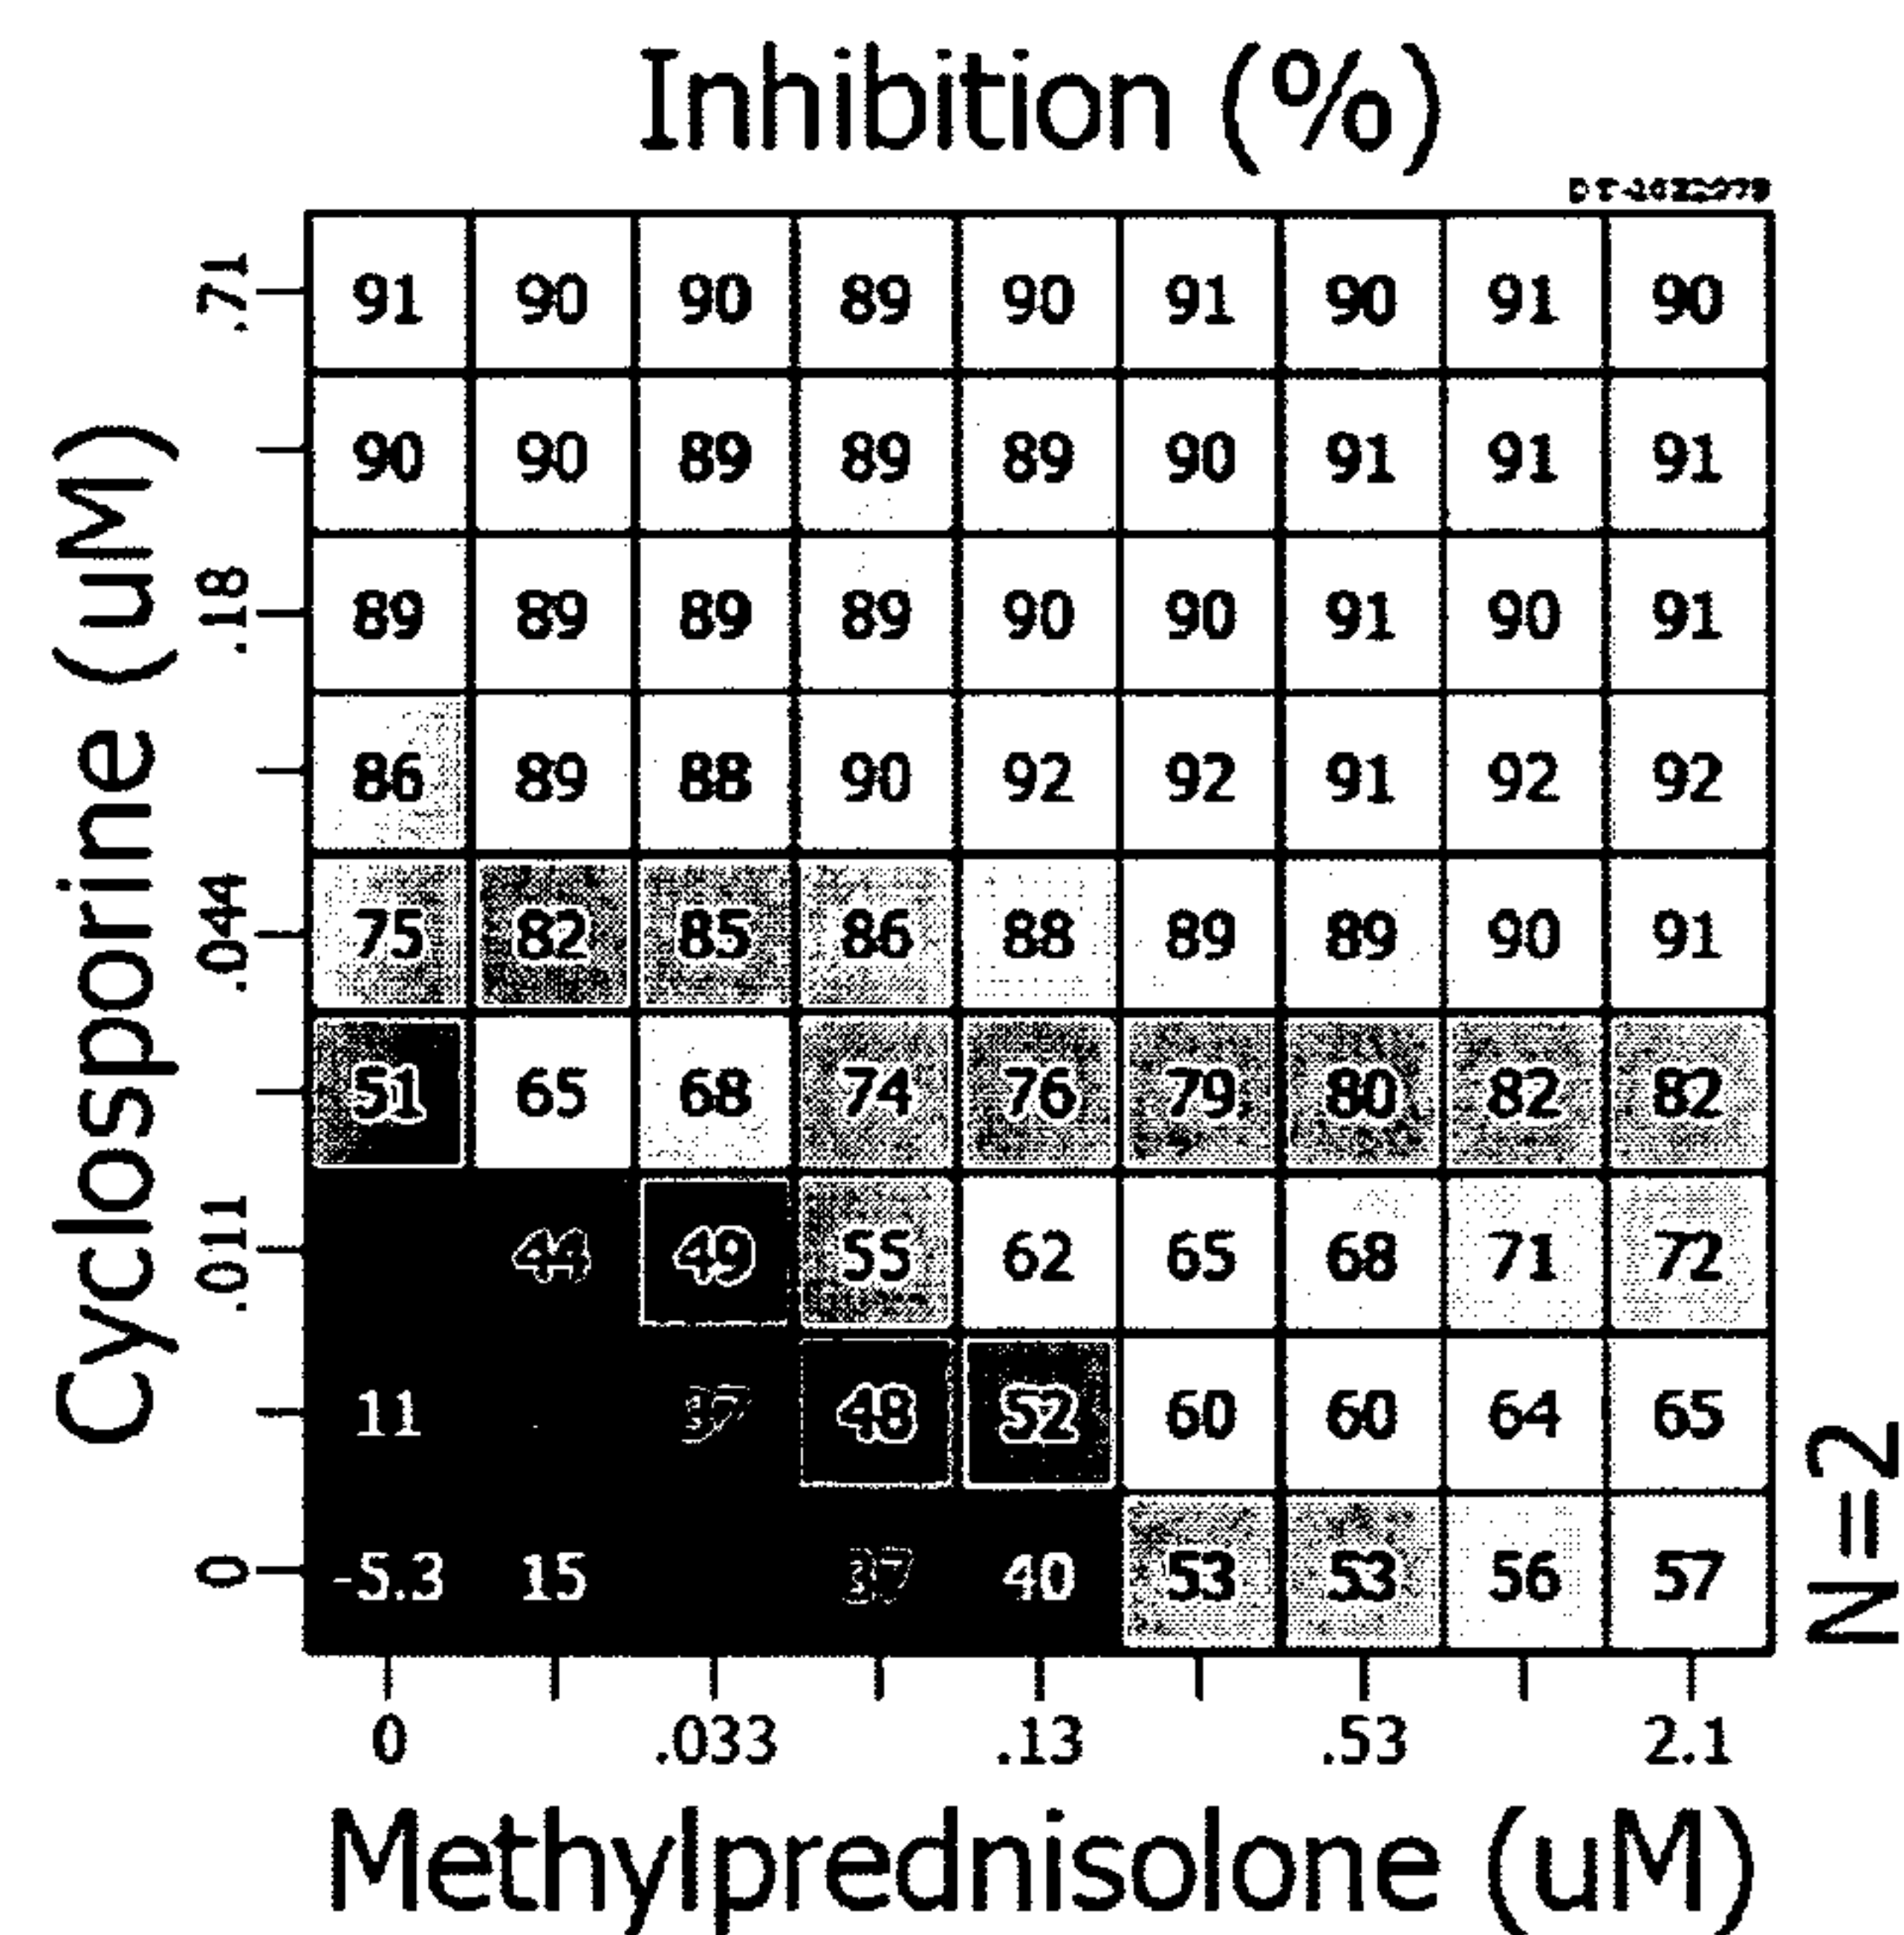 Inhibition (%)
Cyclosporine (uM)
.71 91 90 90 89 90 91 90 91 90
90 90 89 89 89 90 91 91 91
.18 89 89 89 89 90 90 91 90 91
86 89 88 90 92 92 91 92 92
.044 75 82 85 86 88 89 89 90 91
51 65 68 74 76 79 80 82 82
.011 44 49 55 62 65 68 71 72
11 37 48 52 60 60 64 65
0 -5.3 15 37 40 53 53 56 57
0 .033 .13 .53 2.1
Methylprednisolone (uM)
N=2